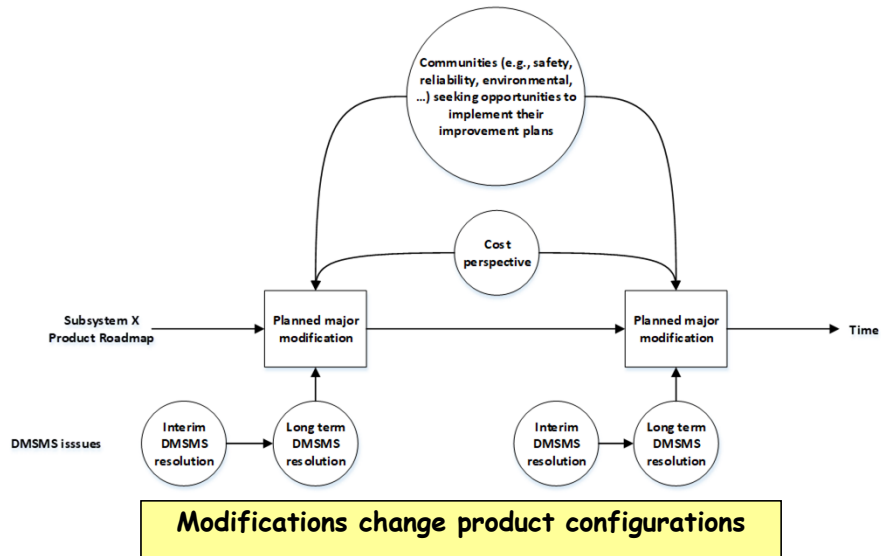 Communities (e.g., safety,
reliability, environmental,
…) seeking opportunities to
implement their
improvement plans
Cost
perspective
Subsystem X
Product Roadmap
Planned major
modification
Planned major
modification
Time
DMSMS isssues
Interim
DMSMS
resolution
Long term
DMSMS
resolution
Interim
DMSMS
resolution
Long term
DMSMS
resolution
Modifications change product configurations